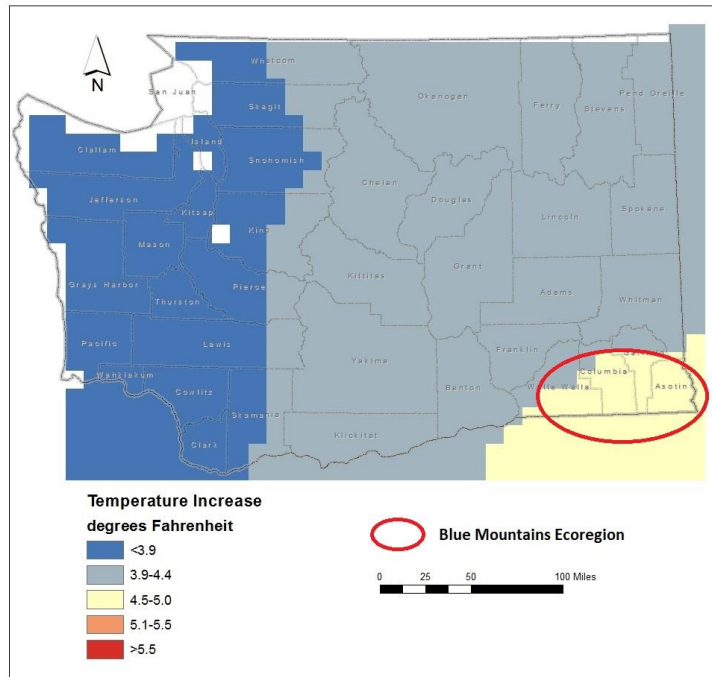 Whatcom
N
San Juan
Okanogan
Pend Oreille
Ferry
Stevens
Skagit
Island
Clallam
Snohomish
Chelan
Jefferson
Douglas
Kitsap
Lincoln
Spokane
King
Mason
Kittitas
Grant
Grays Harbor
Pierce
Adams
Whitman
Thurston
Pacific
Lewis
Franklin
Yakima
Columbia
Wahkiakum
Benton
Walla Walla
Asotin
Cowlitz
Skamania
Klickitat
Clark
Temperature Increase
degrees Fahrenheit
<3.9
3.9-4.4
4.5-5.0
5.1-5.5
>5.5
Blue Mountains Ecoregion
0 25 50 100 Miles